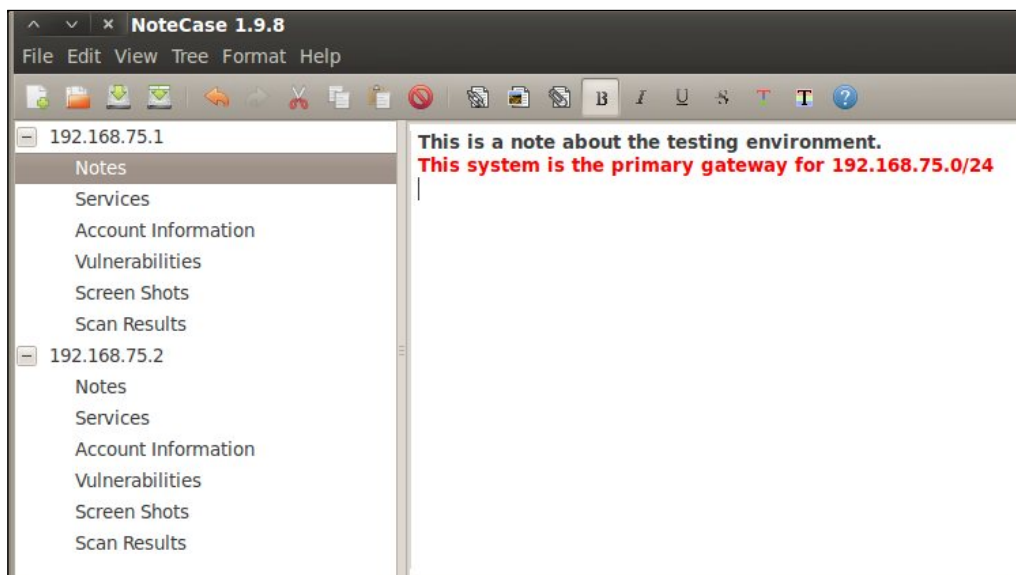 NoteCase 1.9.8
File Edit View Tree Format Help
B I U S T T ?
192.168.75.1
Notes
Services
Account Information
Vulnerabilities
Screen Shots
Scan Results
192.168.75.2
Notes
Services
Account Information
Vulnerabilities
Screen Shots
Scan Results
This is a note about the testing environment.
This system is the primary gateway for 192.168.75.0/24